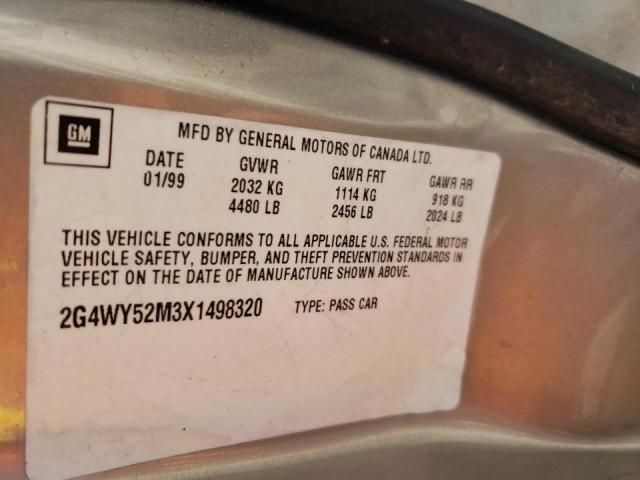 GM
MFD BY GENERAL MOTORS OF CANADA LTD.
DATE GVWR GAWR FRT GAWR RR
01/99 2032 KG 1114 KG 918 KG
4480 LB 2456 LB 2024 LB
THIS VEHICLE CONFORMS TO ALL APPLICABLE U.S. FEDERAL MOTOR
VEHICLE SAFETY, BUMPER, AND THEFT PREVENTION STANDARDS IN
EFFECT ON THE DATE OF MANUFACTURE SHOWN ABOVE.
2G4WY52M3X1498320 TYPE: PASS CAR